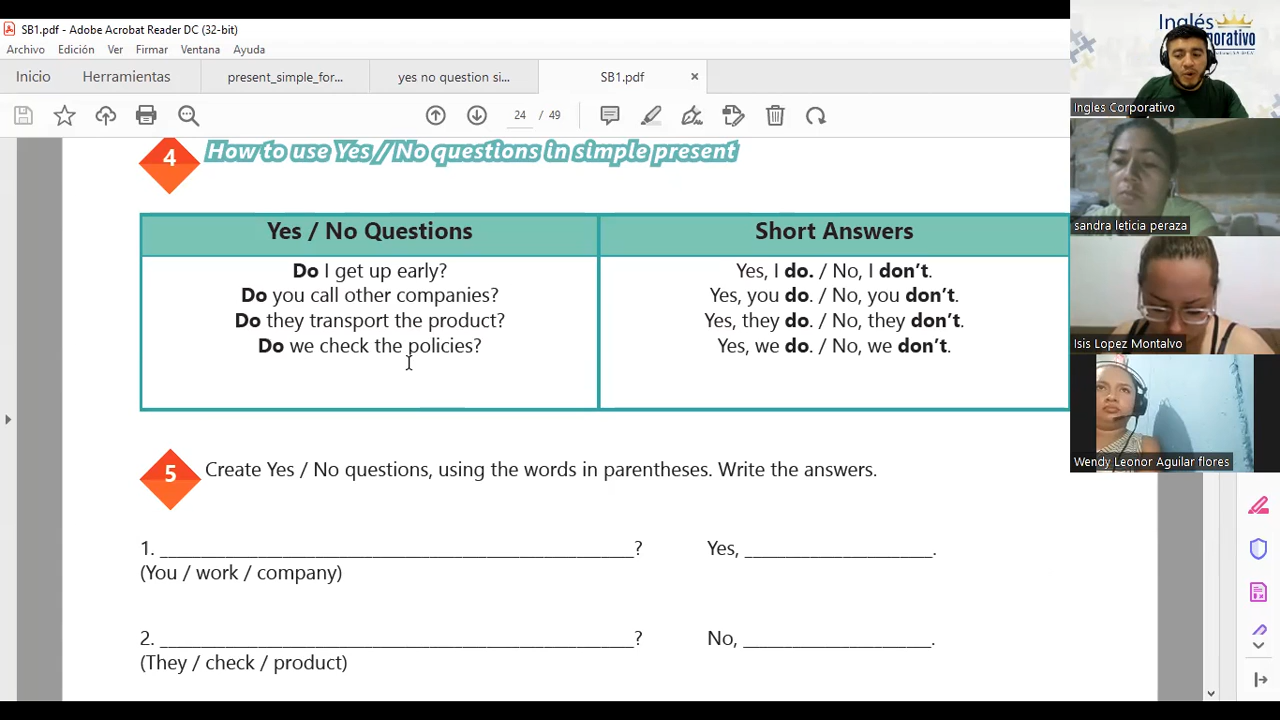 SB1.pdf - Adobe Acrobat Reader DC (32-bit)
Archivo Edición Ver Firmar Ventana Ayuda
Inicio Herramientas present_simple_for... yes no question si... SB1.pdf ×
24 / 49
4 How to use Yes / No questions in simple present
Yes / No Questions Short Answers
Do I get up early? Yes, I do. / No, I don't.
Do you call other companies? Yes, you do. / No, you don't.
Do they transport the product? Yes, they do. / No, they don't.
Do we check the policies? Yes, we do. / No, we don't.
5 Create Yes / No questions, using the words in parentheses. Write the answers.
1. ____________________________________________? Yes, __________________.
(You / work / company)
2. ____________________________________________? No, __________________.
(They / check / product)
Inglés
Ingles Corporativo
sandra leticia peraza
Isis Lopez Montalvo
Wendy Leonor Aguilar flores